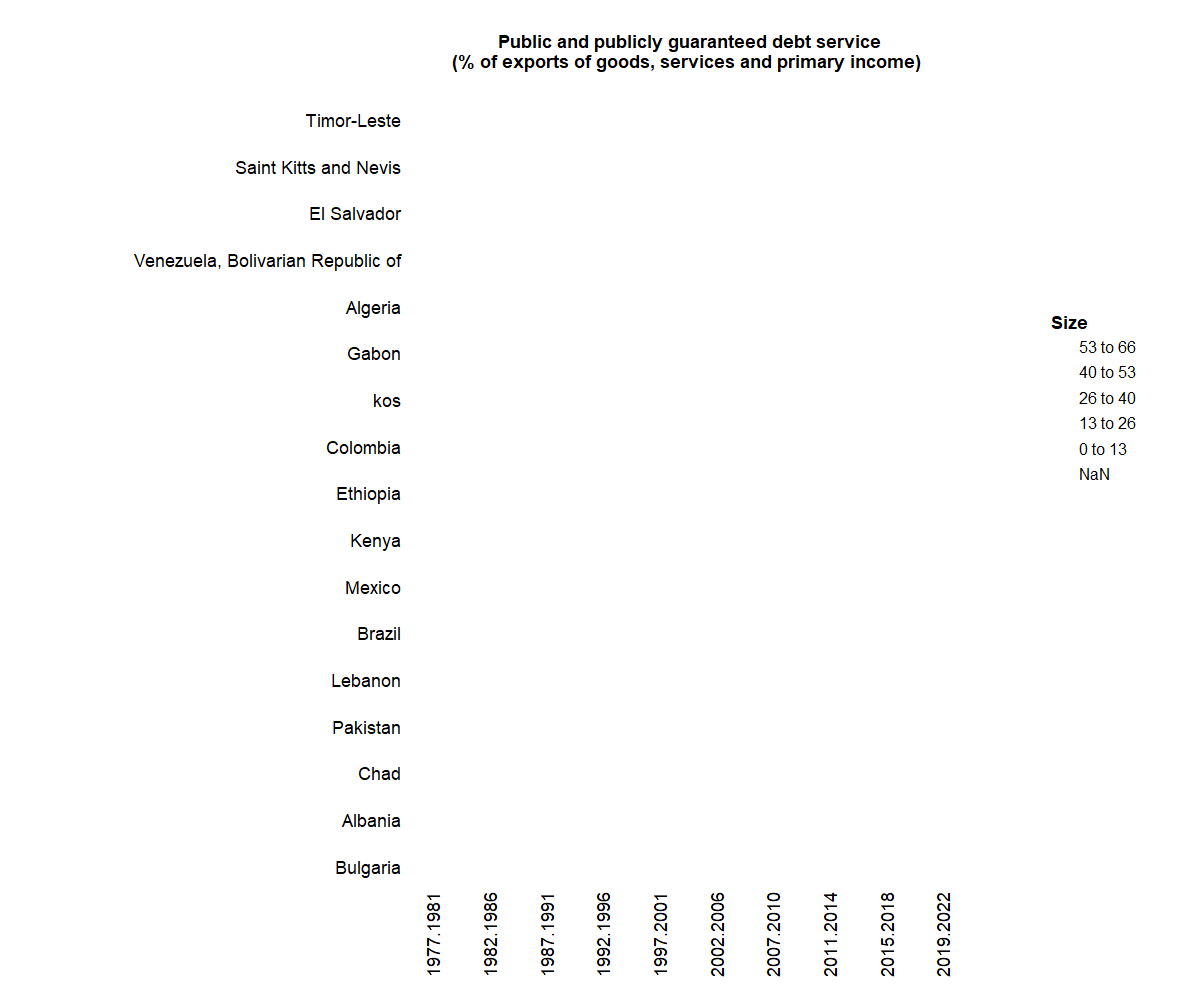 Public and publicly guaranteed debt service
(% of exports of goods, services and primary income)
Timor-Leste
Saint Kitts and Nevis
El Salvador
Venezuela, Bolivarian Republic of
Algeria
Gabon
kos
Colombia
Ethiopia
Kenya
Mexico
Brazil
Lebanon
Pakistan
Chad
Albania
Bulgaria
Size
53 to 66
40 to 53
26 to 40
13 to 26
0 to 13
NaN
1977.1981
1982.1986
1987.1991
1992.1996
1997.2001
2002.2006
2007.2010
2011.2014
2015.2018
2019.2022